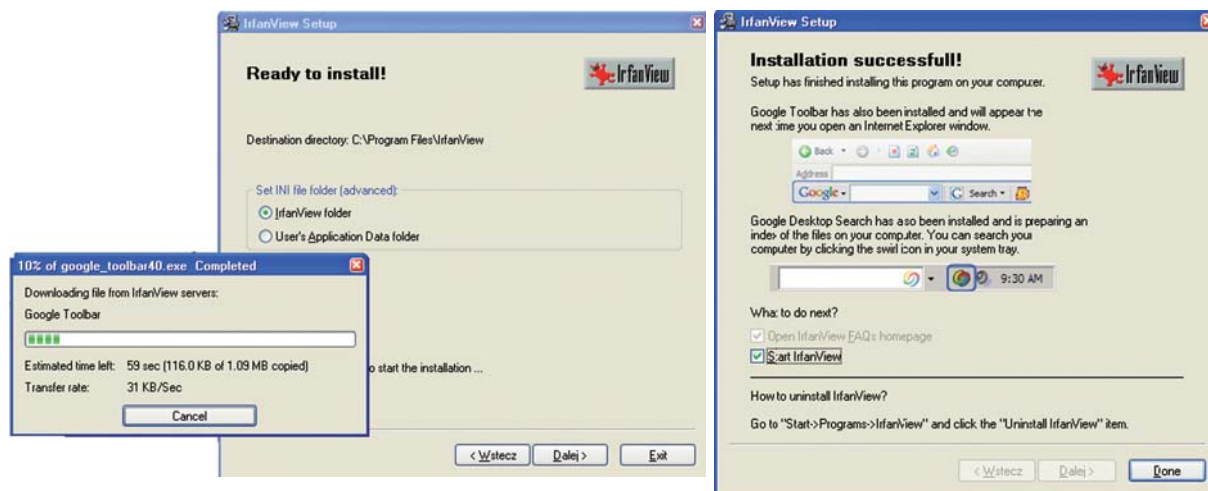 IrfanView Setup
Ready to install!
IrfanView
Destination directory: C:\Program Files\IrfanView
Set INI file folder (advanced):
IrfanView folder
User's Application Data folder
o start the installation ...
< Wstecz Dalej > Exit
10% of google_toolbar40.exe Completed
Downloading file from IrfanView servers:
Google Toolbar
Estimated time left: 59 sec (116.0 KB of 1.09 MB copied)
Transfer rate: 31 KB/Sec
Cancel
IrfanView Setup
Installation successfull!
IrfanView
Setup has finished installing this program on your computer.
Google Toolbar has also been installed and will appear the
next time you open an Internet Explorer window.
Back
Address
Google Search
Google Desktop Search has also been installed and is preparing an
index of the files on your computer. You can search your
computer by clicking the swirl icon in your system tray.
9:30 AM
What to do next?
Open IrfanView FAQs homepage
Start IrfanView
How to uninstall IrfanView?
Go to "Start->Programs->IrfanView" and click the "Uninstall IrfanView" item.
< Wstecz Dalej > Done